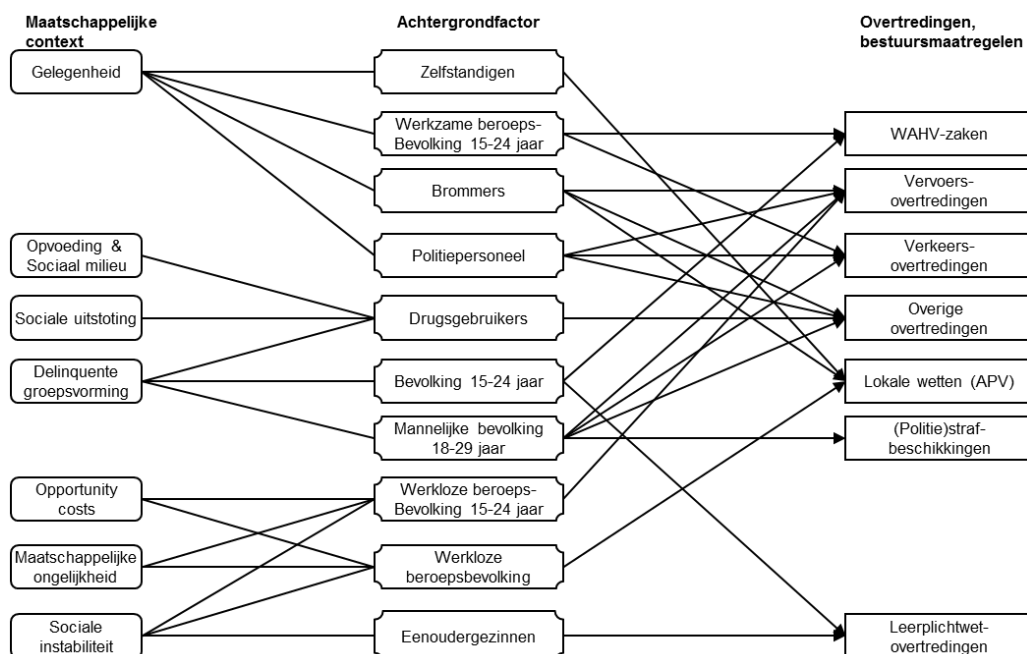 Maatschappelijke
context
Achtergrondfactor
Overtredingen,
bestuursmaatregelen
Gelegenheid
Opvoeding &
Sociaal milieu
Sociale uitstoting
Delinquente
groepsvorming
Opportunity
costs
Maatschappelijke
ongelijkheid
Sociale
instabiliteit
Zelfstandigen
Werkzame beroeps-
Bevolking 15-24 jaar
Brommers
Politiepersoneel
Drugsgebruikers
Bevolking 15-24 jaar
Mannelijke bevolking
18-29 jaar
Werkloze beroeps-
Bevolking 15-24 jaar
Werkloze
beroepsbevolking
Eenoudergezinnen
WAHV-zaken
Vervoers-
overtredingen
Verkeers-
overtredingen
Overige
overtredingen
Lokale wetten (APV)
(Politie)straf-
beschikkingen
Leerplichtwet-
overtredingen